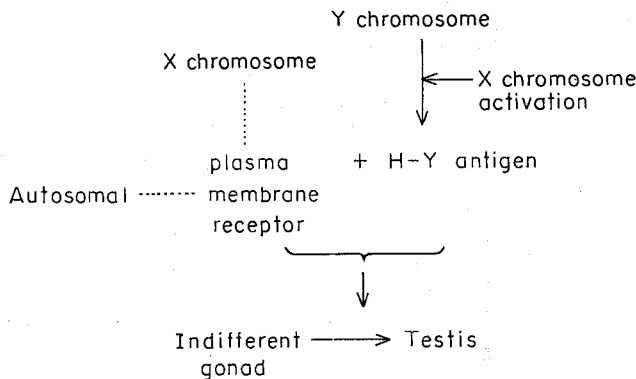 Y chromosome
X chromosome
X chromosome
activation
plasma + H-Y antigen
Autosomal membrane
receptor
Indifferent Testis
gonad